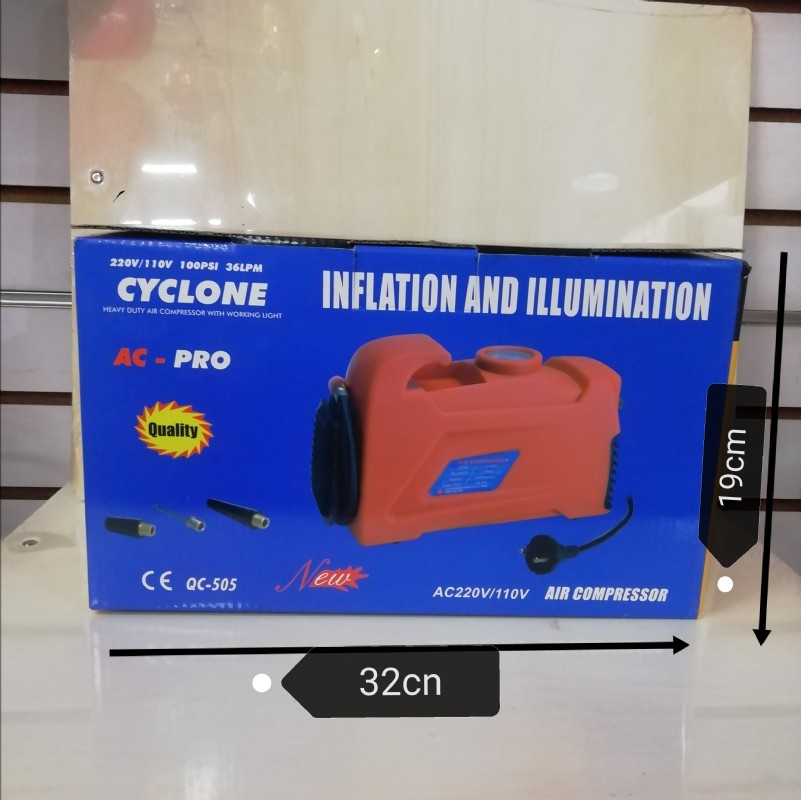 220V/110V 100PSI 36LPM
CYCLONE
HEAVY DUTY AIR COMPRESSOR WITH WORKING LIGHT
INFLATION AND ILLUMINATION
AC - PRO
Quality
19cm
CE QC-505
New
AC220V/110V AIR COMPRESSOR
32cn